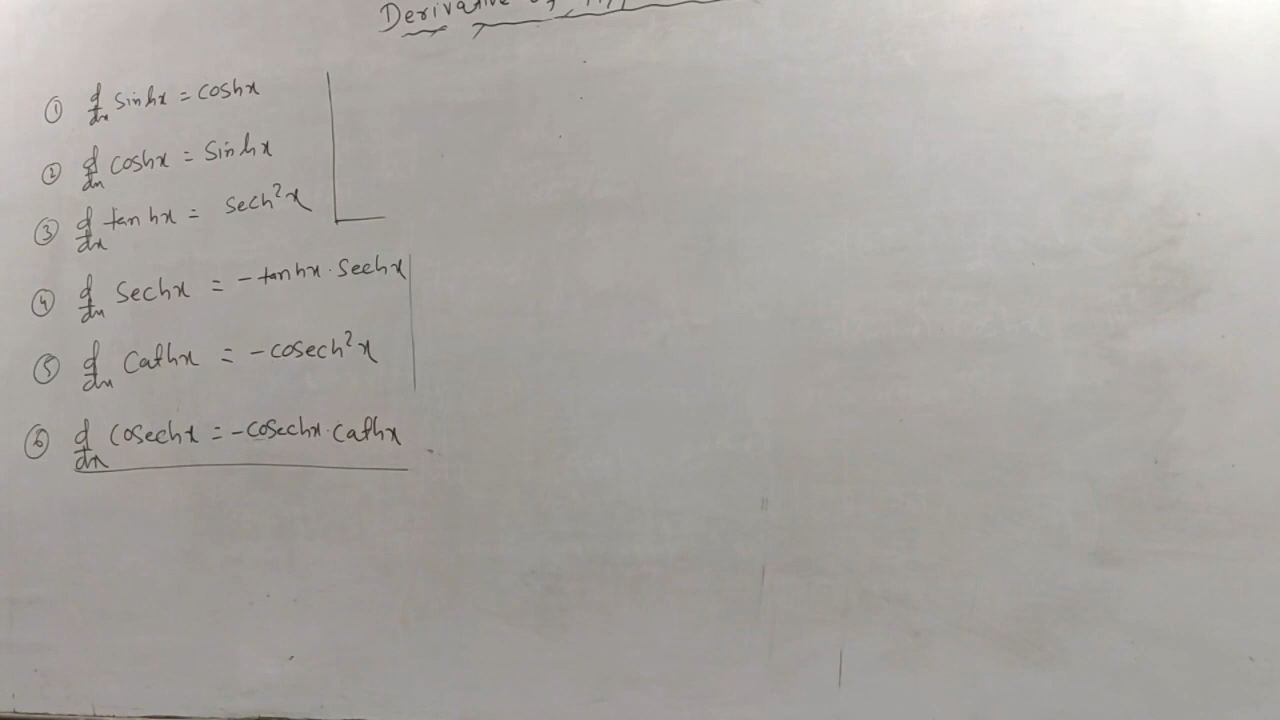 Derivative of
① d/dx sinhx = coshx
② d/dx coshx = sinhx
③ d/dx tanhx = sech²x
④ d/dx sechx = -tanhx · sechx
⑤ d/dx cothx = -cosech²x
⑥ d/dx cosechx = -cosechx · cothx